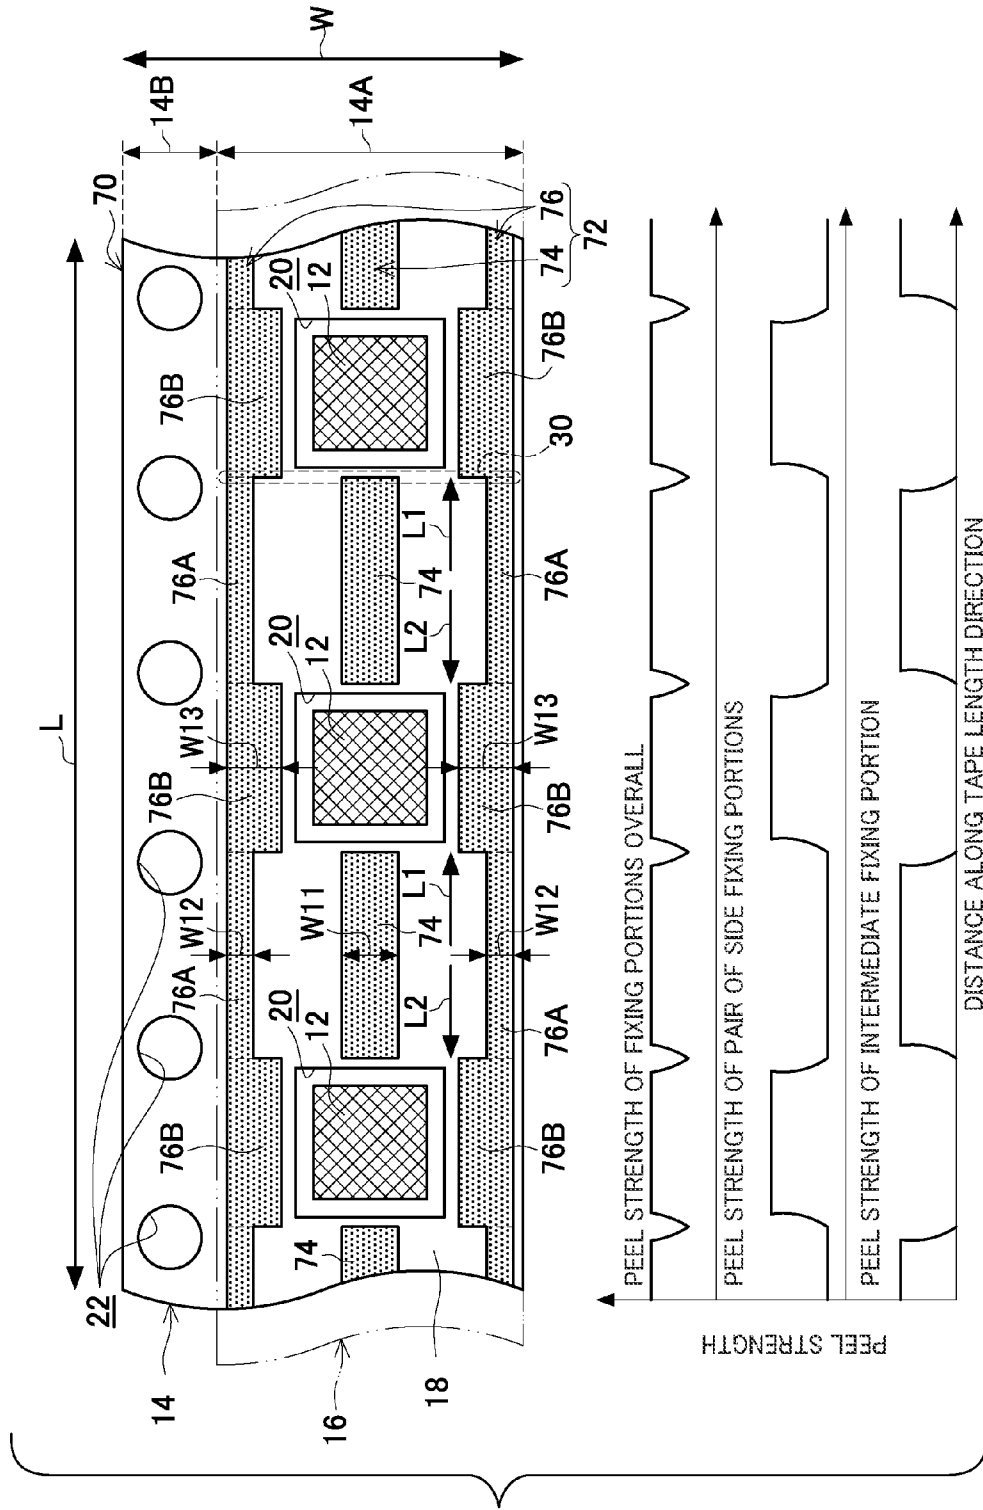 L
W
70
14B
14A
22
14
16
18
76A
W12
76B
W13
76A
76B
76
74
72
74
20
12
W11
74
L2
L1
20
12
74
L2
L1
20
12
74
30
76B
76A
W12
76B
W13
76A
76B
PEEL STRENGTH OF FIXING PORTIONS OVERALL
PEEL STRENGTH OF PAIR OF SIDE FIXING PORTIONS
PEEL STRENGTH OF INTERMEDIATE FIXING PORTION
PEEL STRENGTH
DISTANCE ALONG TAPE LENGTH DIRECTION
76B